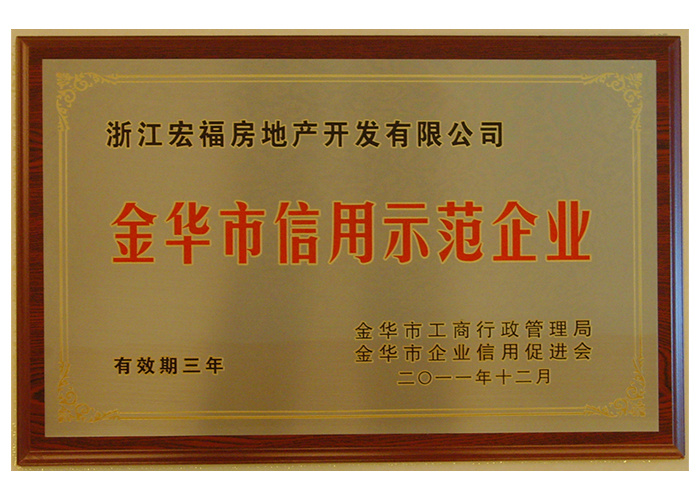 浙江宏福房地产开发有限公司
金华市信用示范企业
金华市工商行政管理局
金华市企业信用促进会
有效期三年
二〇一一年十二月